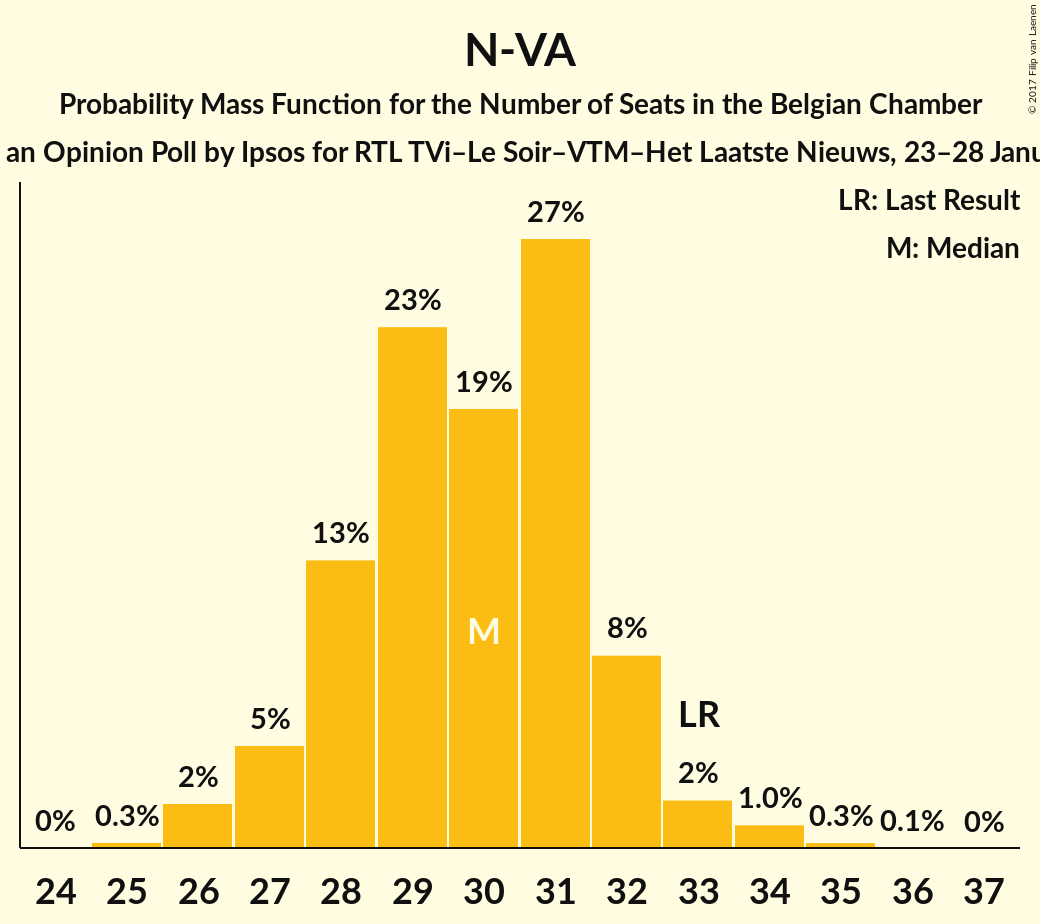 N-VA
Probability Mass Function for the Number of Seats in the Belgian Chamber
an Opinion Poll by Ipsos for RTL TVi–Le Soir–VTM–Het Laatste Nieuws, 23–28
© 2017 Filip van Laenen
LR: Last Result
M: Median
27%
23%
19%
13%
M
8%
LR
5%
2%
2%
1.0%
0%
0.3%
0.3%
0.1%
0%
24 25 26 27 28 29 30 31 32 33 34 35 36 37